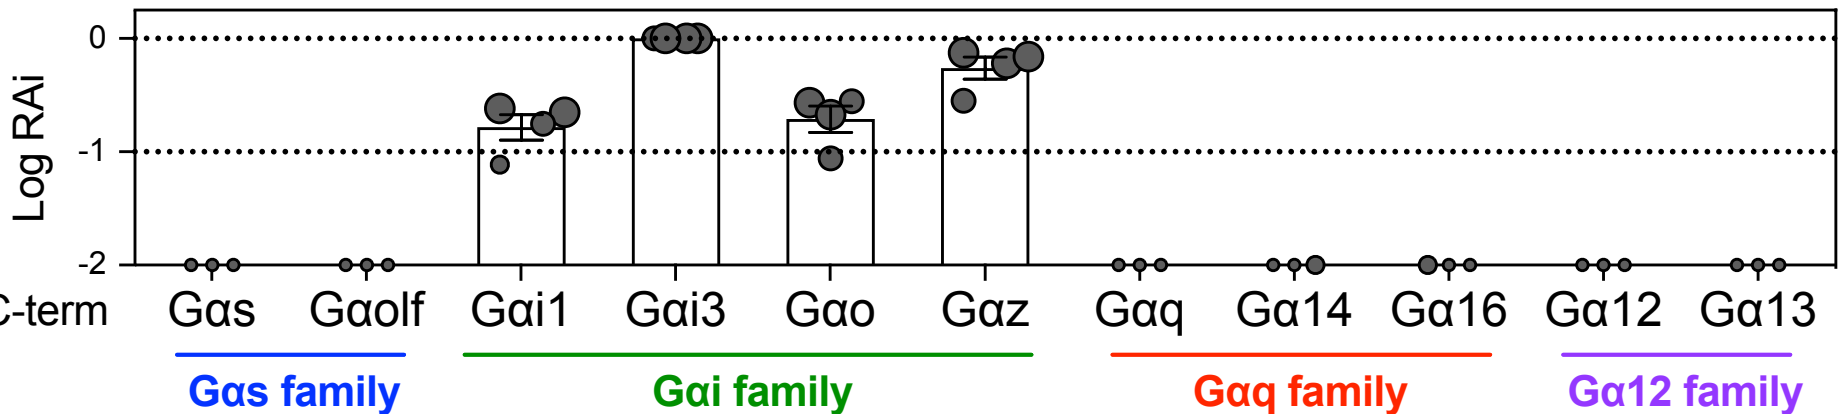 Log RAi
0
-1
-2
C-term Gαs Gαolf Gαi1 Gαi3 Gαo Gαz Gαq Gα14 Gα16 Gα12 Gα13
Gαs family Gαi family Gαq family Gα12 family